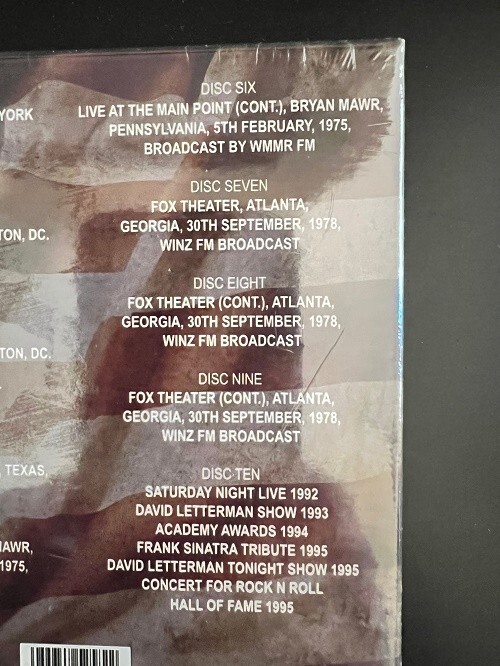 YORK
TON, DC.
TON, DC.
, TEXAS,
MAWR,
1975,
DISC SIX
LIVE AT THE MAIN POINT (CONT.), BRYAN MAWR,
PENNSYLVANIA, 5TH FEBRUARY, 1975,
BROADCAST BY WMMR FM
DISC SEVEN
FOX THEATER, ATLANTA,
GEORGIA, 30TH SEPTEMBER, 1978,
WINZ FM BROADCAST
DISC EIGHT
FOX THEATER (CONT.), ATLANTA,
GEORGIA, 30TH SEPTEMBER, 1978,
WINZ FM BROADCAST
DISC NINE
FOX THEATER (CONT.), ATLANTA,
GEORGIA, 30TH SEPTEMBER, 1978,
WINZ FM BROADCAST
DISC TEN
SATURDAY NIGHT LIVE 1992
DAVID LETTERMAN SHOW 1993
ACADEMY AWARDS 1994
FRANK SINATRA TRIBUTE 1995
DAVID LETTERMAN TONIGHT SHOW 1995
CONCERT FOR ROCK N ROLL
HALL OF FAME 1995